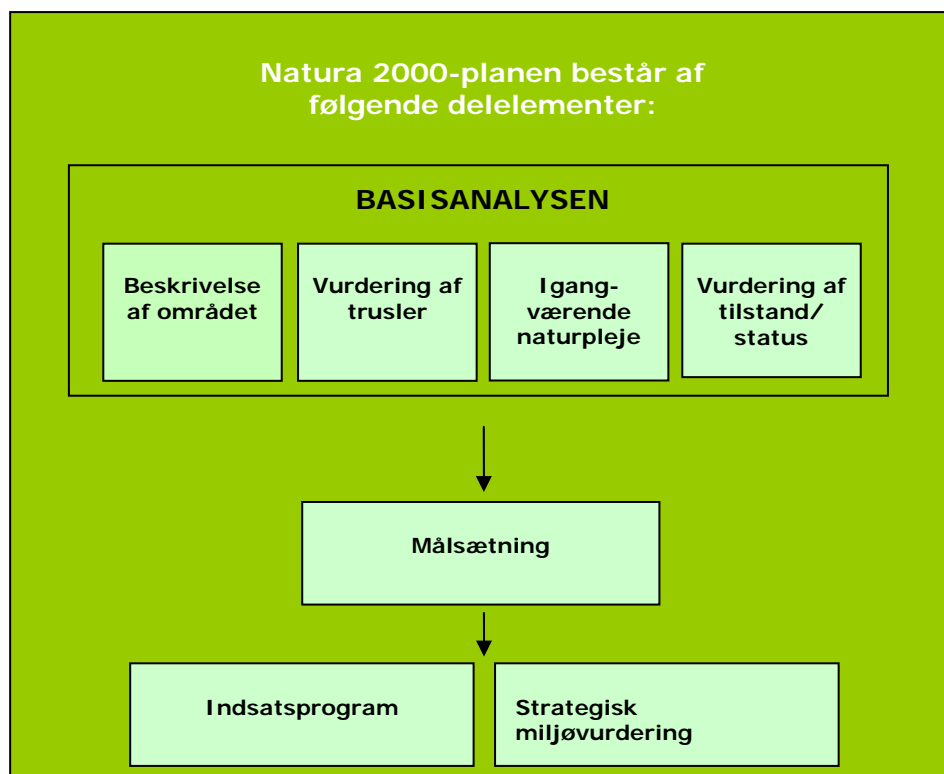 Natura 2000-planen består af
følgende delelementer:
BASISANALYSEN
Beskrivelse
af området
Vurdering af
trusler
Igang-
værende
naturpleje
Vurdering af
tilstand/
status
Målsætning
Indsatsprogram
Strategisk
miljøvurdering